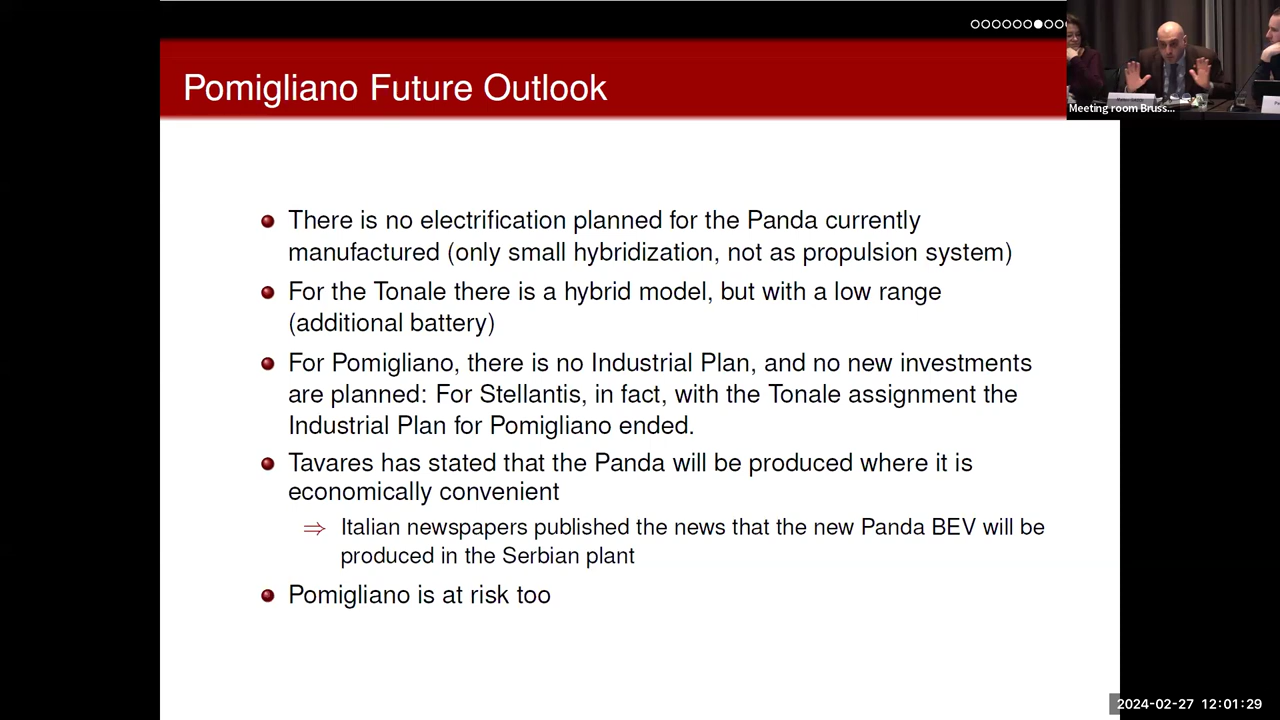 Pomigliano Future Outlook
Meeting room Bruss...
There is no electrification planned for the Panda currently
manufactured (only small hybridization, not as propulsion system)
For the Tonale there is a hybrid model, but with a low range
(additional battery)
For Pomigliano, there is no Industrial Plan, and no new investments
are planned: For Stellantis, in fact, with the Tonale assignment the
Industrial Plan for Pomigliano ended.
Tavares has stated that the Panda will be produced where it is
economically convenient
⇒ Italian newspapers published the news that the new Panda BEV will be
produced in the Serbian plant
Pomigliano is at risk too
2024-02-27 12:01:29